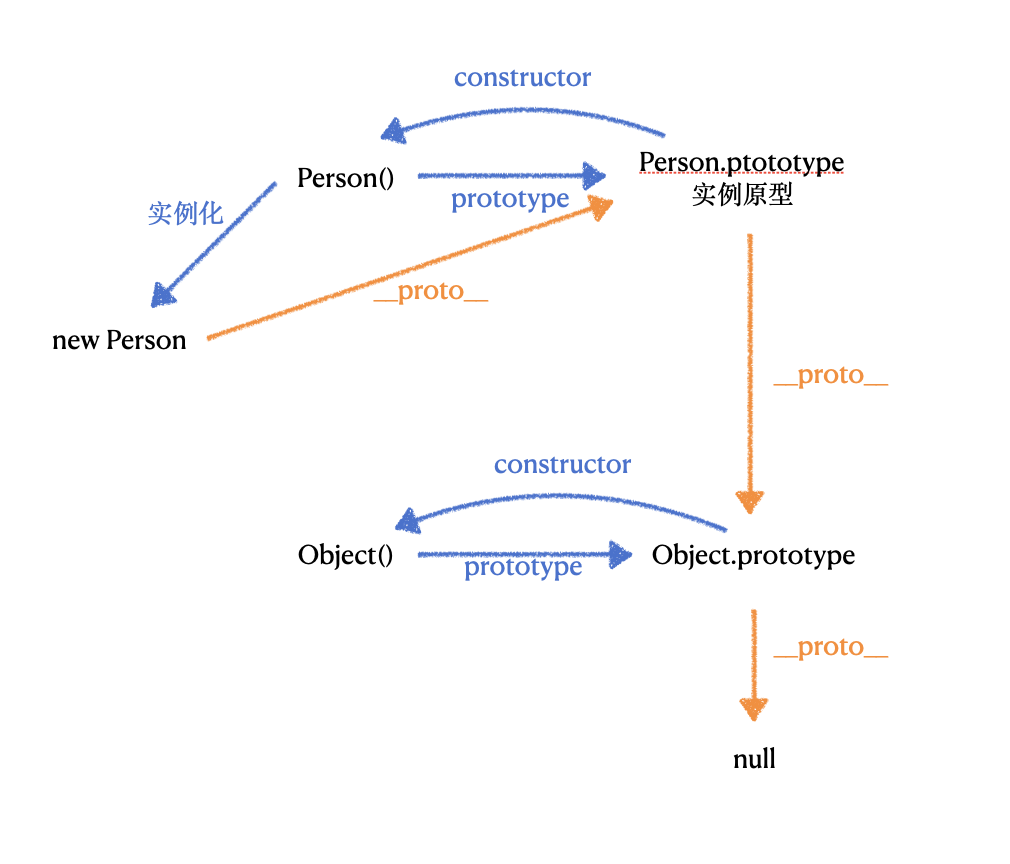 constructor
Person()
Person.ptototype
实例原型
prototype
实例化
__proto__
new Person
__proto__
constructor
Object()
prototype
Object.prototype
__proto__
null